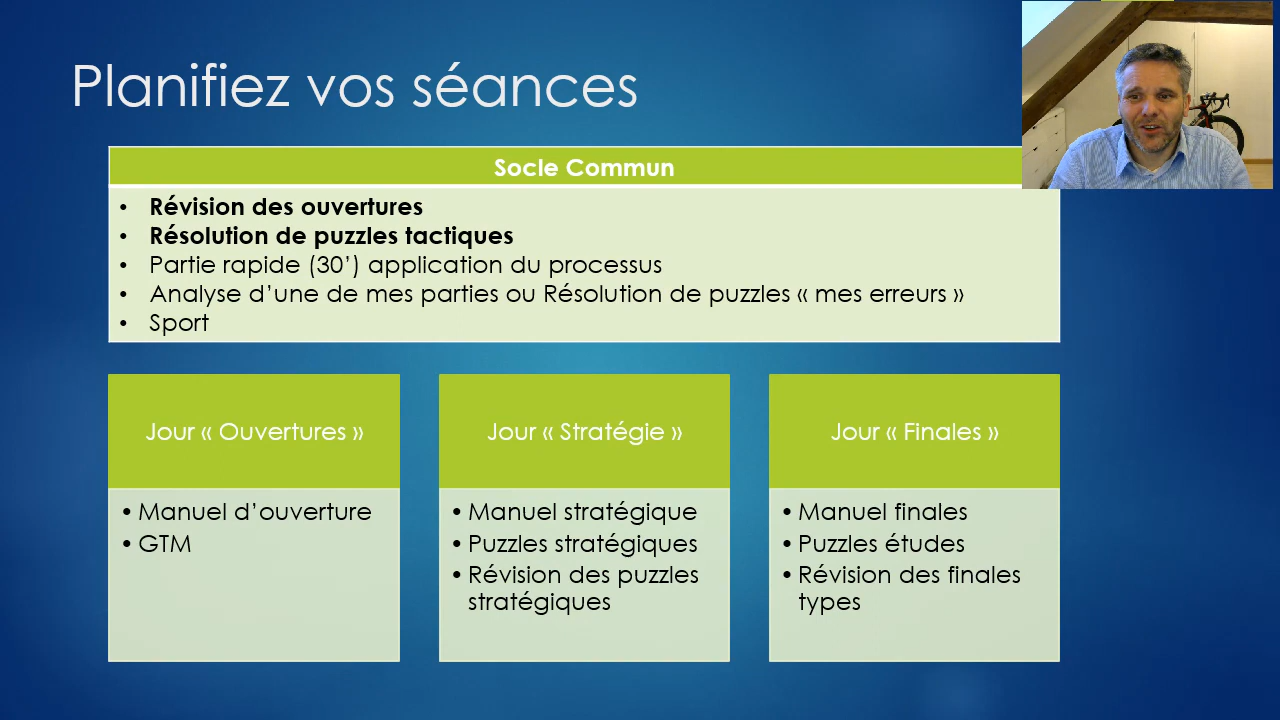 Planifiez vos séances
Socle Commun
• Révision des ouvertures
• Résolution de puzzles tactiques
• Partie rapide (30’) application du processus
• Analyse d’une de mes parties ou Résolution de puzzles « mes erreurs »
• Sport
Jour « Ouvertures »
• Manuel d’ouverture
• GTM
Jour « Stratégie »
• Manuel stratégique
• Puzzles stratégiques
• Révision des puzzles
stratégiques
Jour « Finales »
• Manuel finales
• Puzzles études
• Révision des finales
types